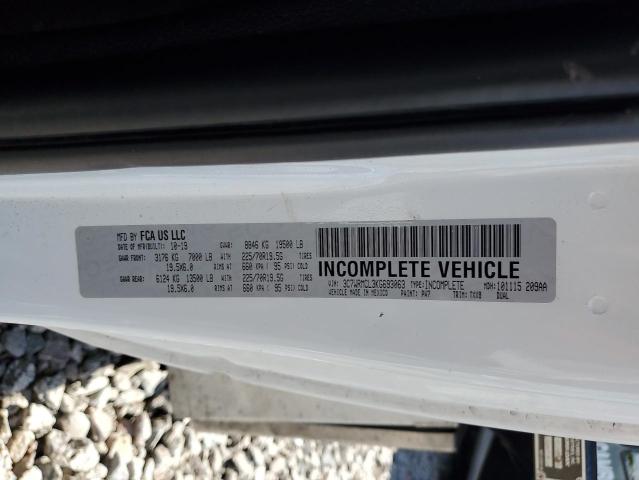 MFD BY FCA US LLC
DATE OF MFR(BUILT): 10-19 GVWR: 8846 KG 19500 LB
GAWR FRONT: 3176 KG 7000 LB WITH 225/70R19.5G TIRES
19.5X6.0 RIMS AT 660 KPA( 95 PSI) COLD
GAWR REAR: 6124 KG 13500 LB WITH 225/70R19.5G TIRES
19.5X6.0 RIMS AT 660 KPA( 95 PSI) COLD
INCOMPLETE VEHICLE
VIN: 3C7WRMCL3KG693063 TYPE:INCOMPLETE MDH:101115 209AA
VEHICLE MADE IN MEXICO PAINT: PW7 TRIM: TXX8 DUAL